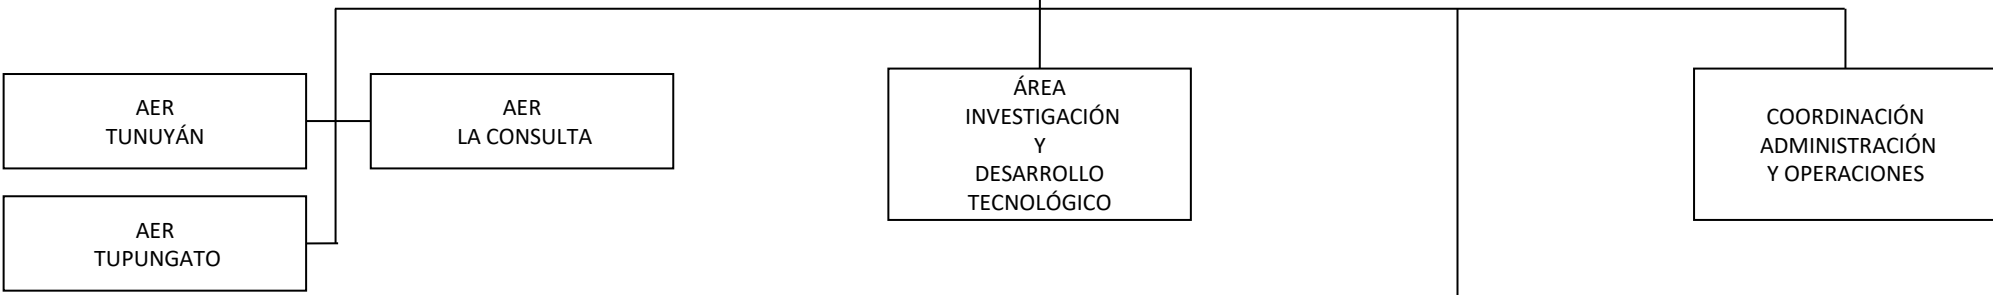 AER
TUNUYÁN
AER
LA CONSULTA
ÁREA
INVESTIGACIÓN
Y
DESARROLLO
TECNOLÓGICO
COORDINACIÓN
ADMINISTRACIÓN
Y OPERACIONES
AER
TUPUNGATO